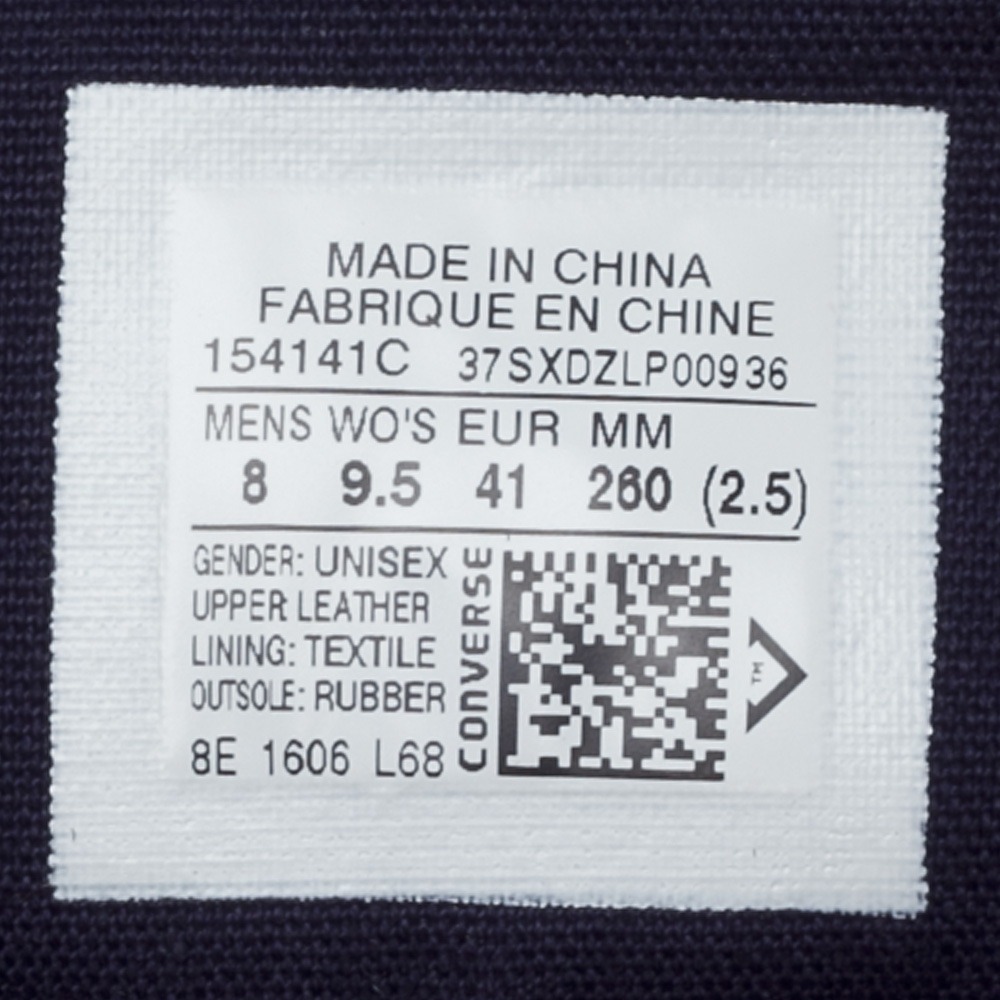 MADE IN CHINA
FABRIQUE EN CHINE
154141C 37SXDZLP00936
MENS WO'S EUR MM
8 9.5 41 260 (2.5)
GENDER: UNISEX
UPPER: LEATHER
LINING: TEXTILE
OUTSOLE: RUBBER
8E 1606 L68
CONVERSE
TM